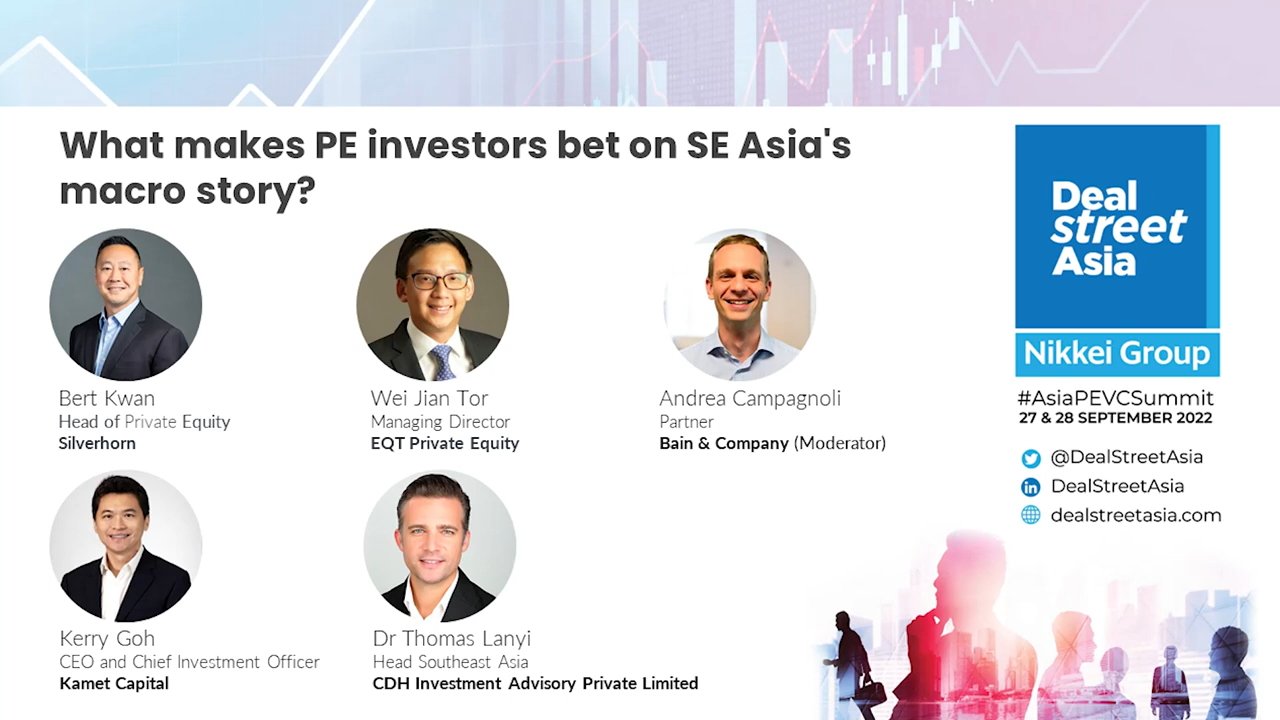 What makes PE investors bet on SE Asia's
macro story?
Bert Kwan
Head of Private Equity
Silverhorn
Wei Jian Tor
Managing Director
EQT Private Equity
Andrea Campagnoli
Partner
Bain & Company (Moderator)
Kerry Goh
CEO and Chief Investment Officer
Kamet Capital
Dr Thomas Lanyi
Head Southeast Asia
CDH Investment Advisory Private Limited
Deal
street
Asia
Nikkei Group
#AsiaPEVCSummit
27 & 28 SEPTEMBER 2022
@DealStreetAsia
DealStreetAsia
dealstreetasia.com